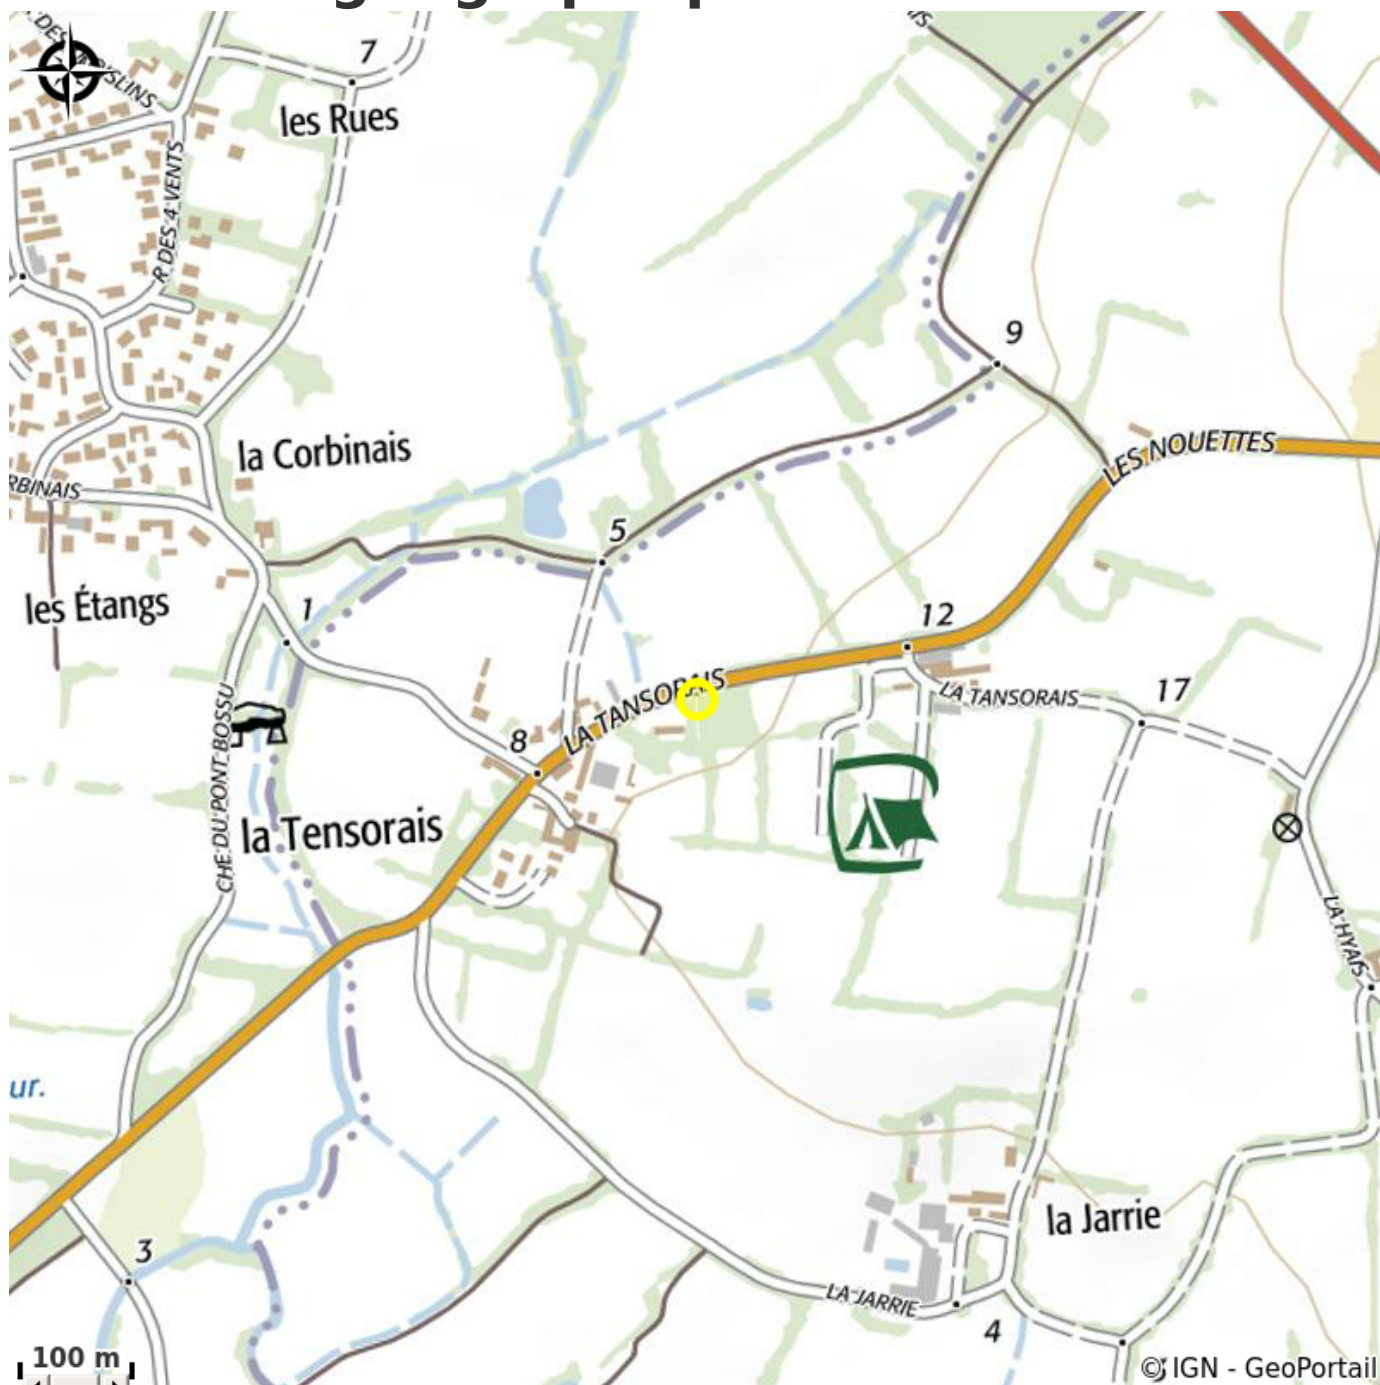 7
les Rues
R DES 4 VENTS
9
la Corbinais
LES NOUETTES
RBINAIS
5
les Étangs
1
12
LA TANSORAIS
LA TANSORAIS
17
CHE DU PONT BOSSU
8
la Tensorais
LA HYAIS
ur.
la Jarrie
3
LA JARRIE
4
100 m
© IGN - GeoPortail